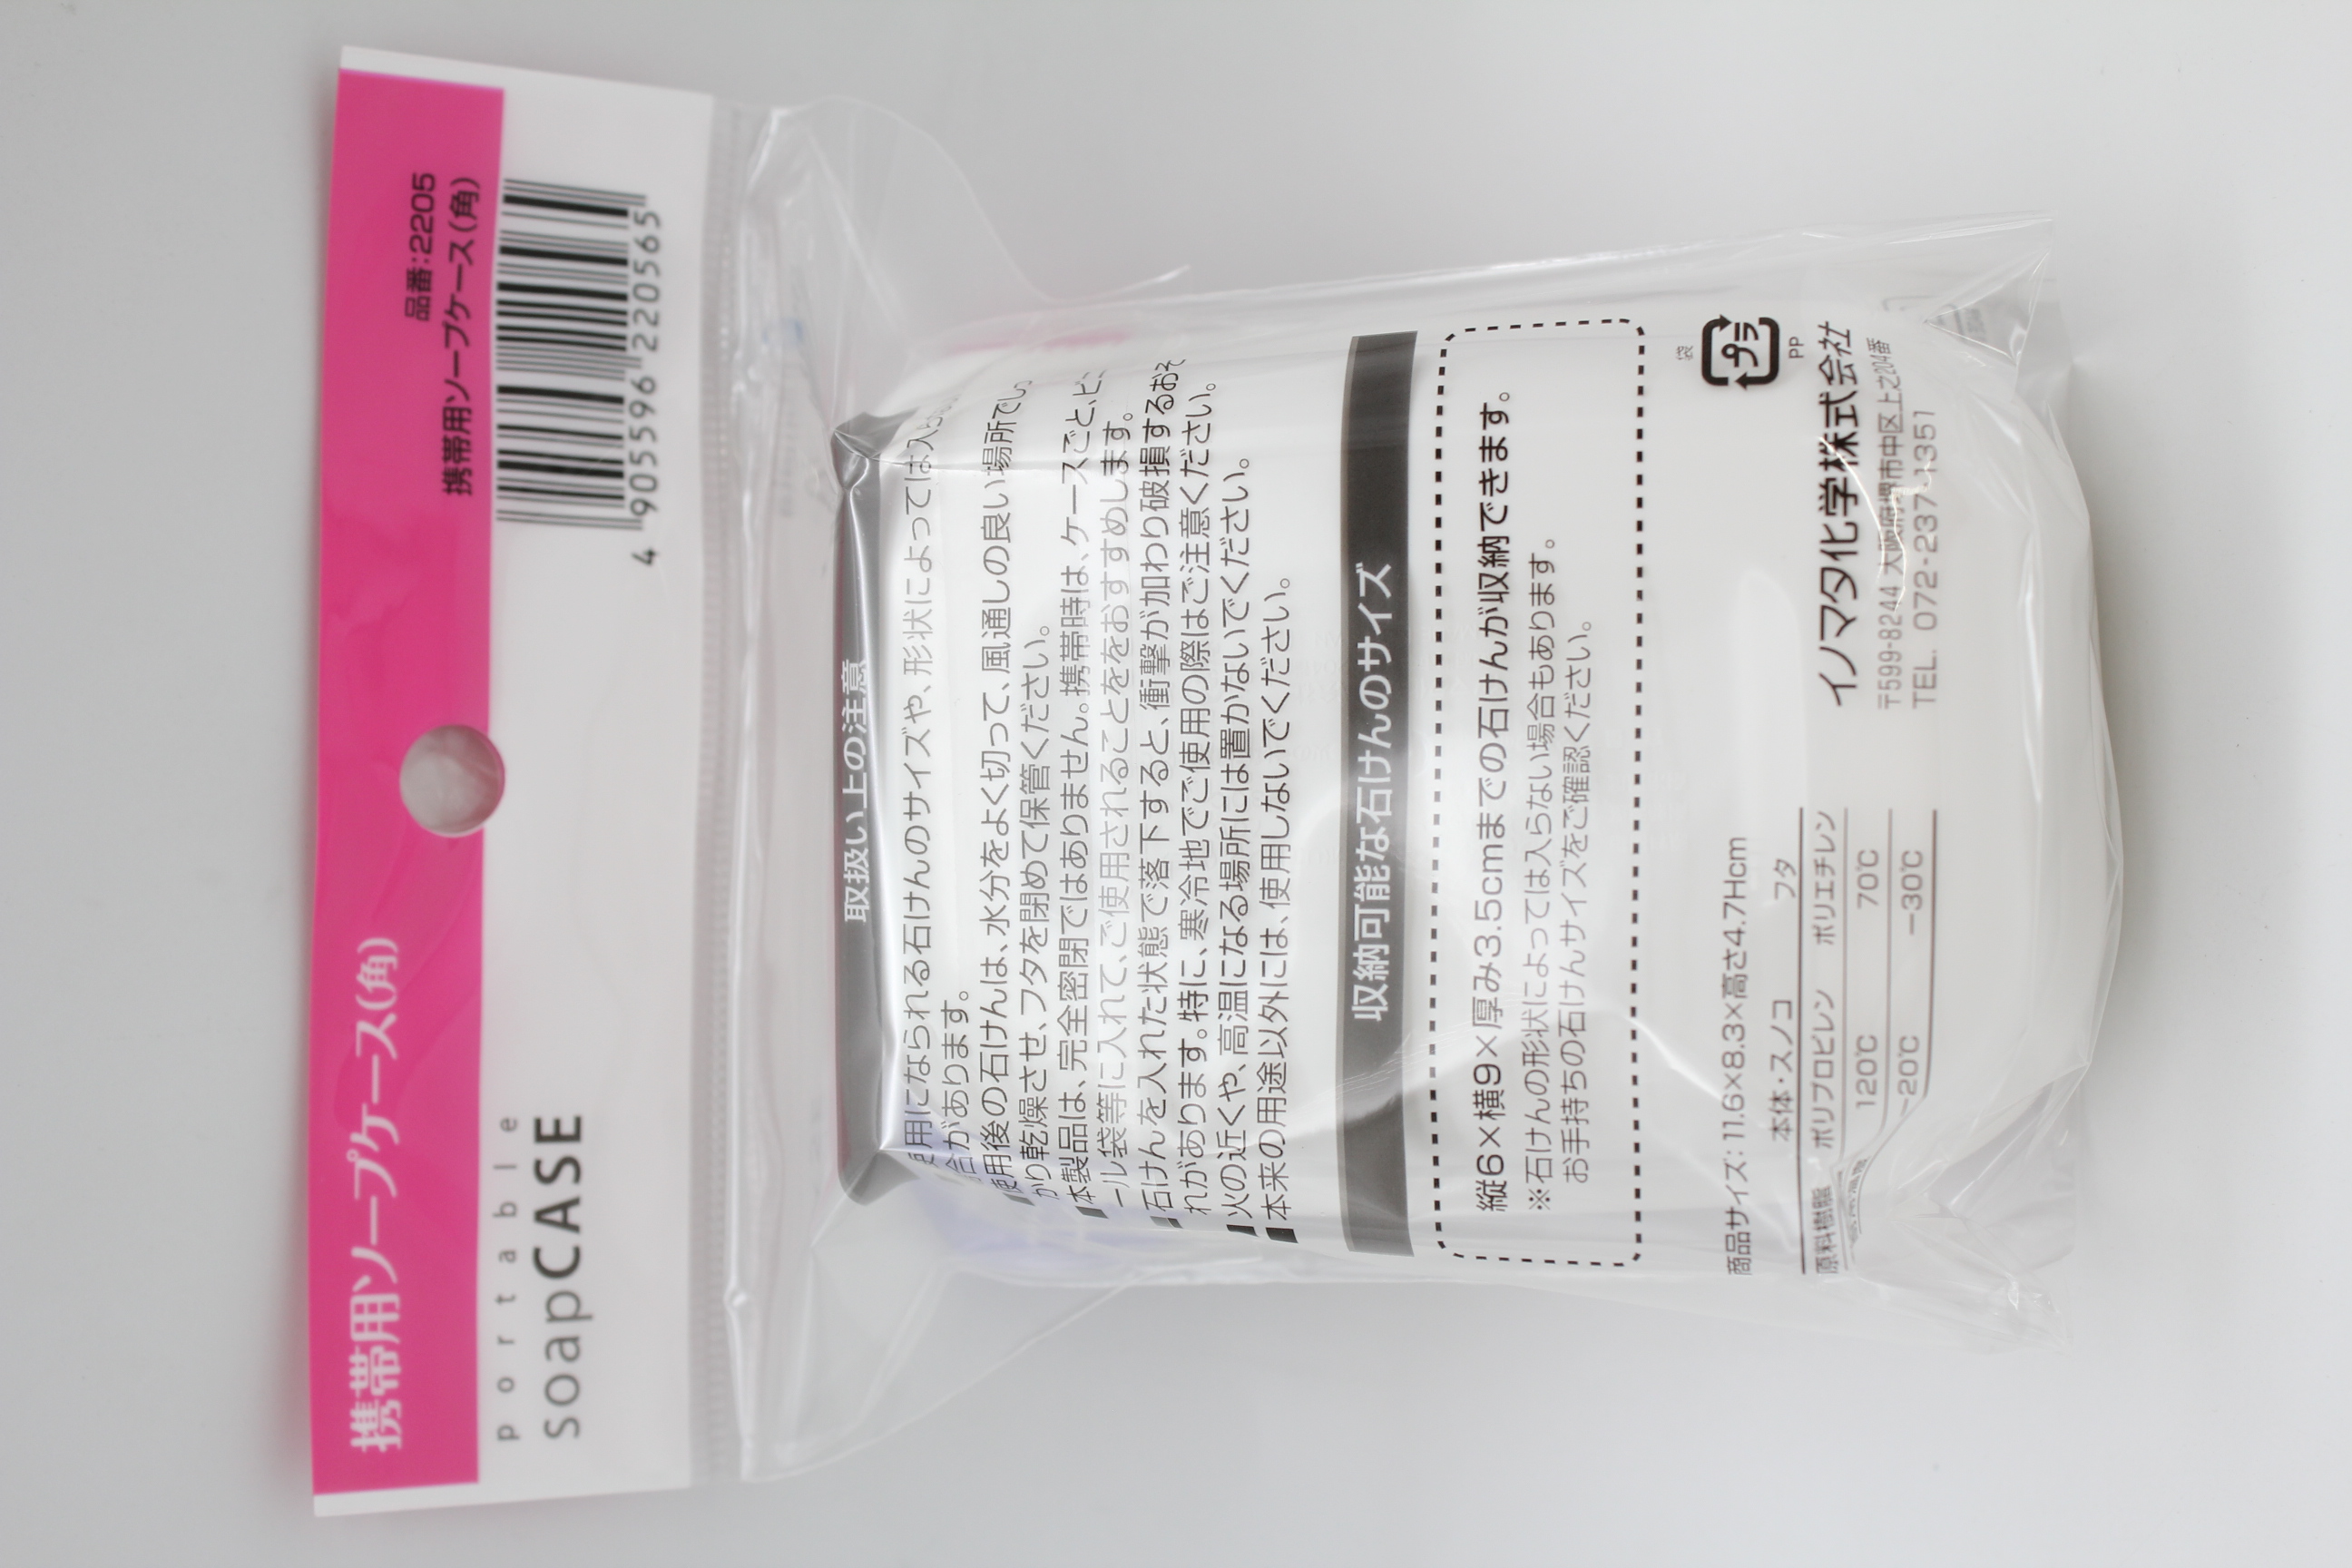 携帯用ソープケース(角)
portable
soapCASE
品番:2205
携帯用ソープケース(角)
4 905596 220565
取扱い上の注意
使用になられる石けんのサイズや、形状によっては入
合があります。
使用後の石けんは、水分をよく切って、風通しの良い場所でし
かり乾燥させ、フタを閉めて保管ください。
■本製品は、完全密閉ではありません。携帯時は、ケースごと、ビニ
ール袋等に入れて、ご使用されることををおすすめします。
■石けんを入れた状態で落下すると、衝撃が加わり破損するおそ
れがあります。特に、寒冷地でご使用の際はご注意ください。
■火の近くや、高温になる場所には置かないでください。
■本来の用途以外には、使用しないでください。
収納可能な石けんのサイズ
縦6×横9×厚み3.5cmまでの石けんが収納できます。
※石けんの形状によっては入らない場合もあります。
お手持ちの石けんサイズをご確認ください。
商品サイズ:11.6×8.3×高さ4.7Hcm
本体・スノコ フタ
原料樹脂 ポリプロピレン ポリエチレン
120℃ 70℃
−20℃ −30℃
袋
プラ
PP
イノマタ化学株式会社
〒599-8244 大阪府堺市中区上之204番
TEL. 072-237-1351